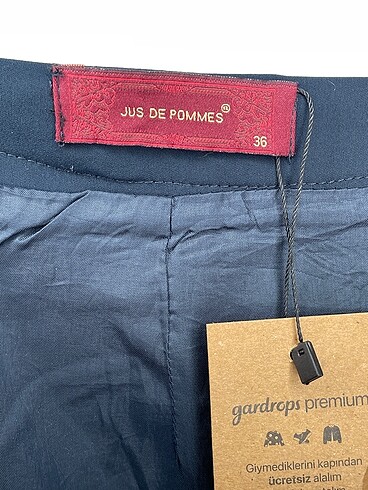 JUS DE POMMES
36
gardrops premium
Giymediklerini kapından
ücretsiz alalım